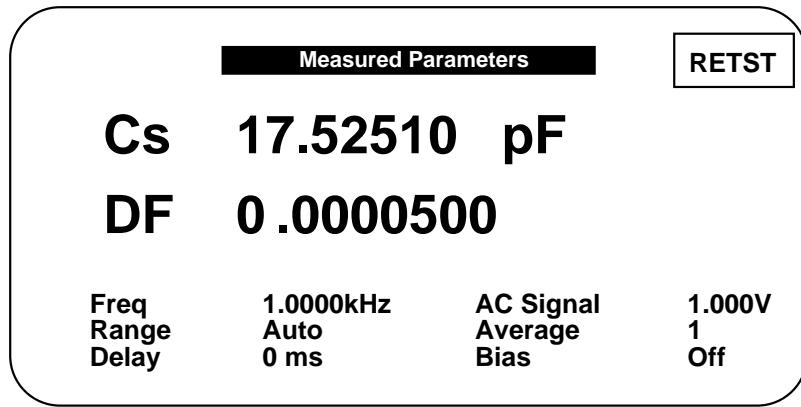 Measured Parameters
RETST
Cs 17.52510 pF
DF 0.0000500
Freq 1.0000kHz AC Signal 1.000V
Range Auto Average 1
Delay 0 ms Bias Off